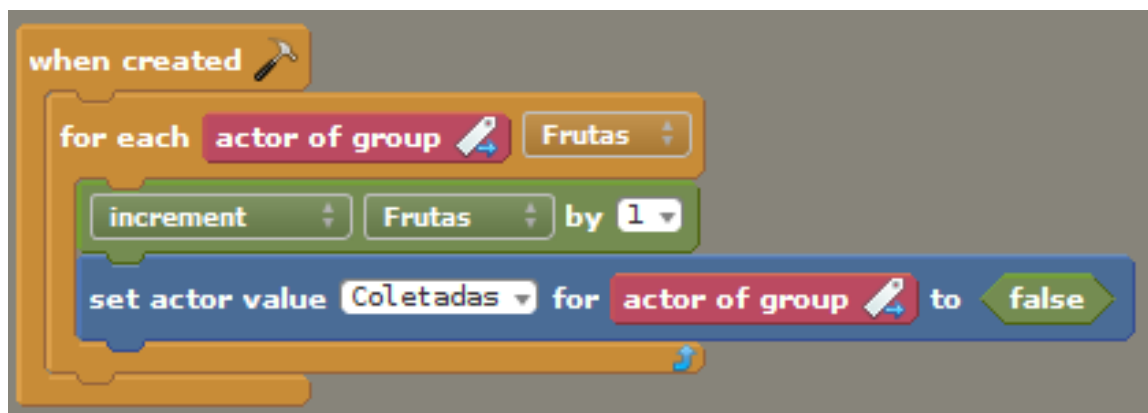 when created
for each actor of group Frutas
increment Frutas by 1
set actor value Coletadas for actor of group to false